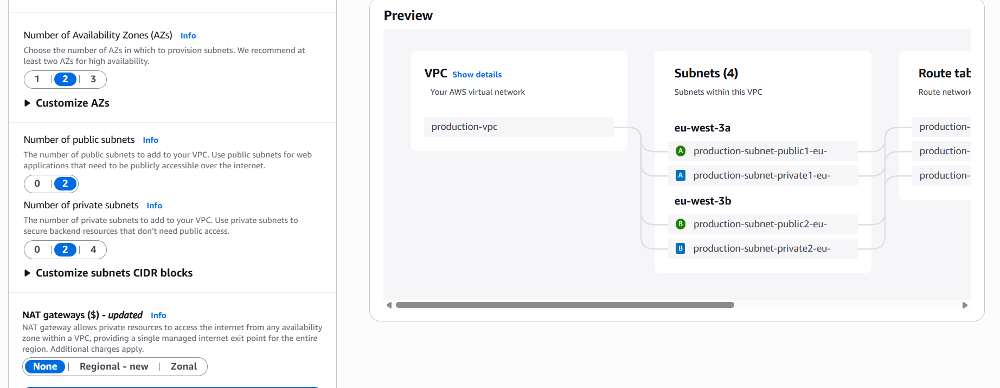 Number of Availability Zones (AZs) Info
Choose the number of AZs in which to provision subnets. We recommend at
least two AZs for high availability.
1 | 2 | 3
Customize AZs
Number of public subnets Info
The number of public subnets to add to your VPC. Use public subnets for web
applications that need to be publicly accessible over the internet.
0 | 2
Number of private subnets Info
The number of private subnets to add to your VPC. Use private subnets to
secure backend resources that don't need public access.
0 | 2 | 4
Customize subnets CIDR blocks
NAT gateways ($) - updated Info
NAT gateway allows private resources to access the internet from any availability
zone within a VPC, providing a single managed internet exit point for the entire
region. Additional charges apply.
None | Regional - new | Zonal
Preview
VPC Show details
Your AWS virtual network
production-vpc
Subnets (4)
Subnets within this VPC
eu-west-3a
A production-subnet-public1-eu-
A production-subnet-private1-eu-
eu-west-3b
B production-subnet-public2-eu-
B production-subnet-private2-eu-
Route tab
Route network
production-
production-
production-